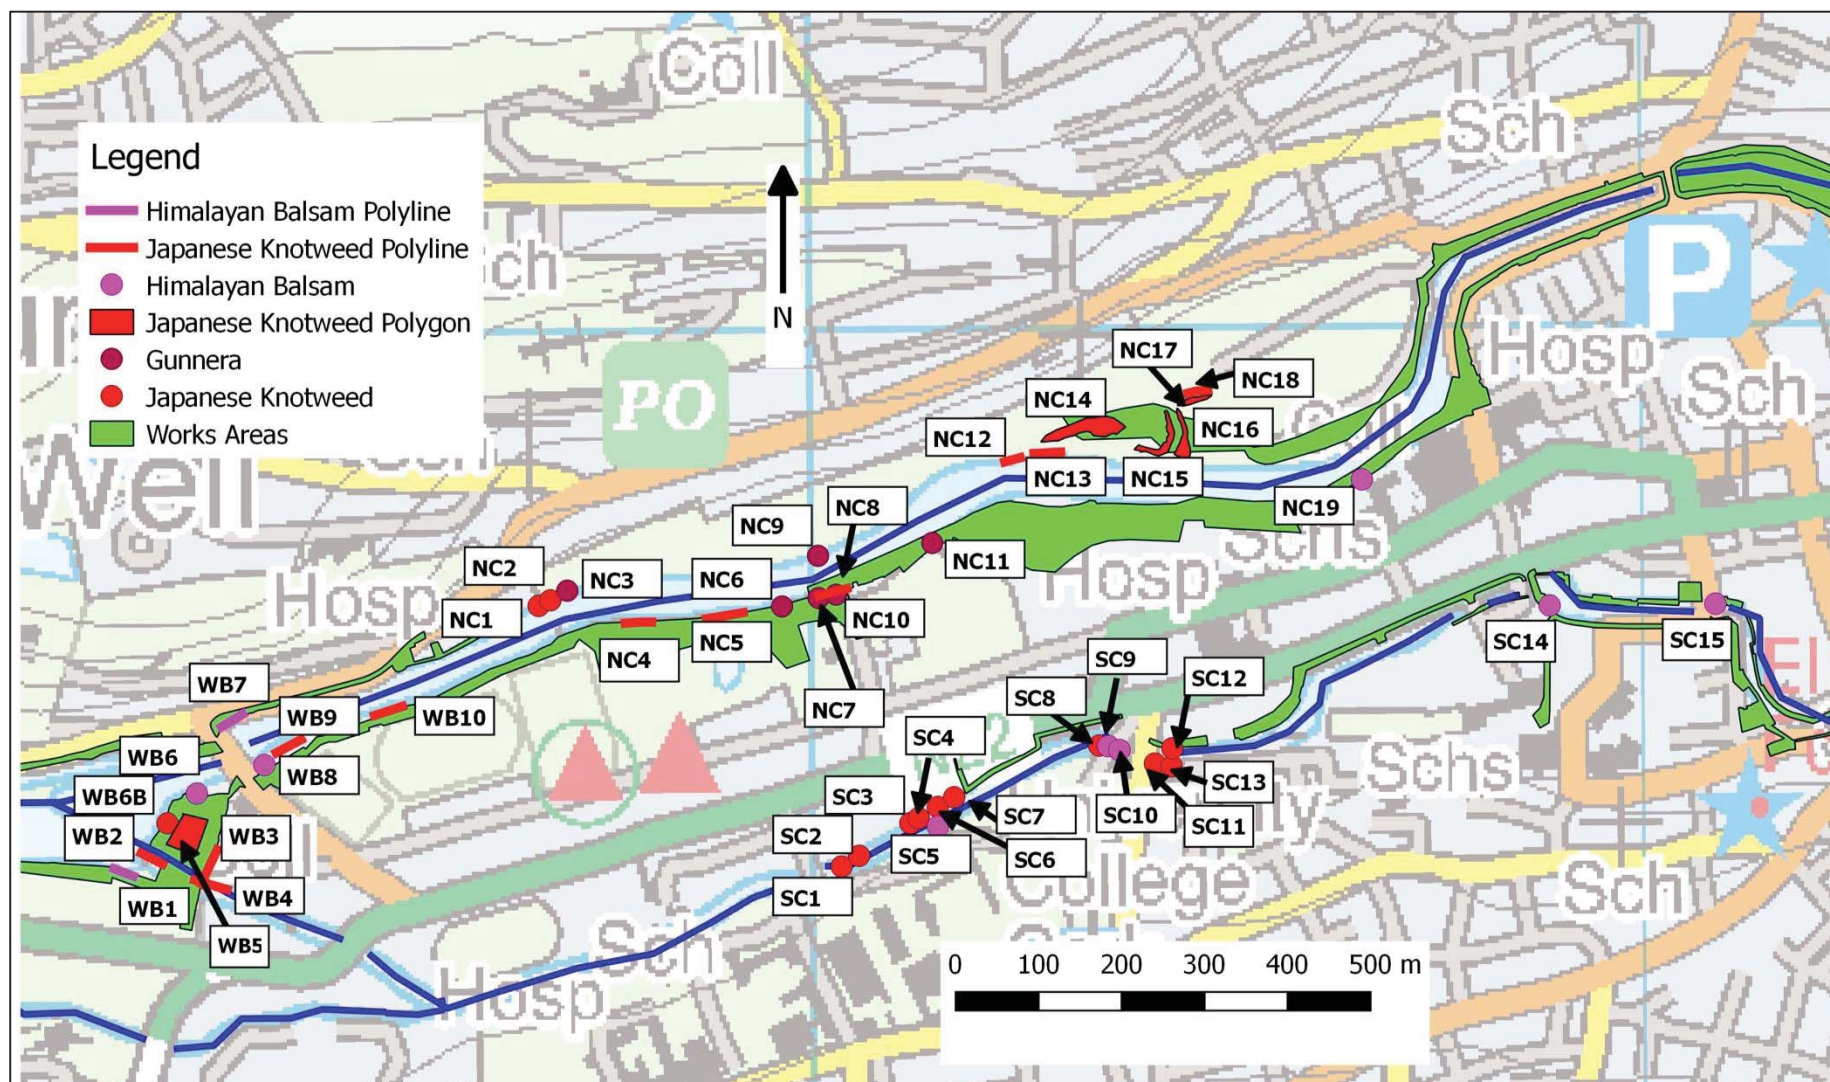 Coll
Sch
Legend
Himalayan Balsam Polyline
Japanese Knotweed Polyline
Himalayan Balsam
Japanese Knotweed Polygon
Gunnera
Japanese Knotweed
Works Areas
N
P
PO
Well
Hosp
Sch
NC17
NC18
NC14
NC16
NC12
NC13
NC15
NC19
NC8
NC9
NC11
Schs
Hosp
NC2
NC3
NC6
NC1
NC10
Hosp
NC4
NC5
NC7
SC14
SC15
WB7
WB9
WB10
WB6
WB8
WB6B
WB2
WB3
WB1
WB4
WB5
SC9
SC12
SC8
SC4
SC13
SC3
SC7
SC10
SC11
SC2
SC5
SC6
SC1
Schs
College
Sch
Sch
Hosp
0 100 200 300 400 500 m